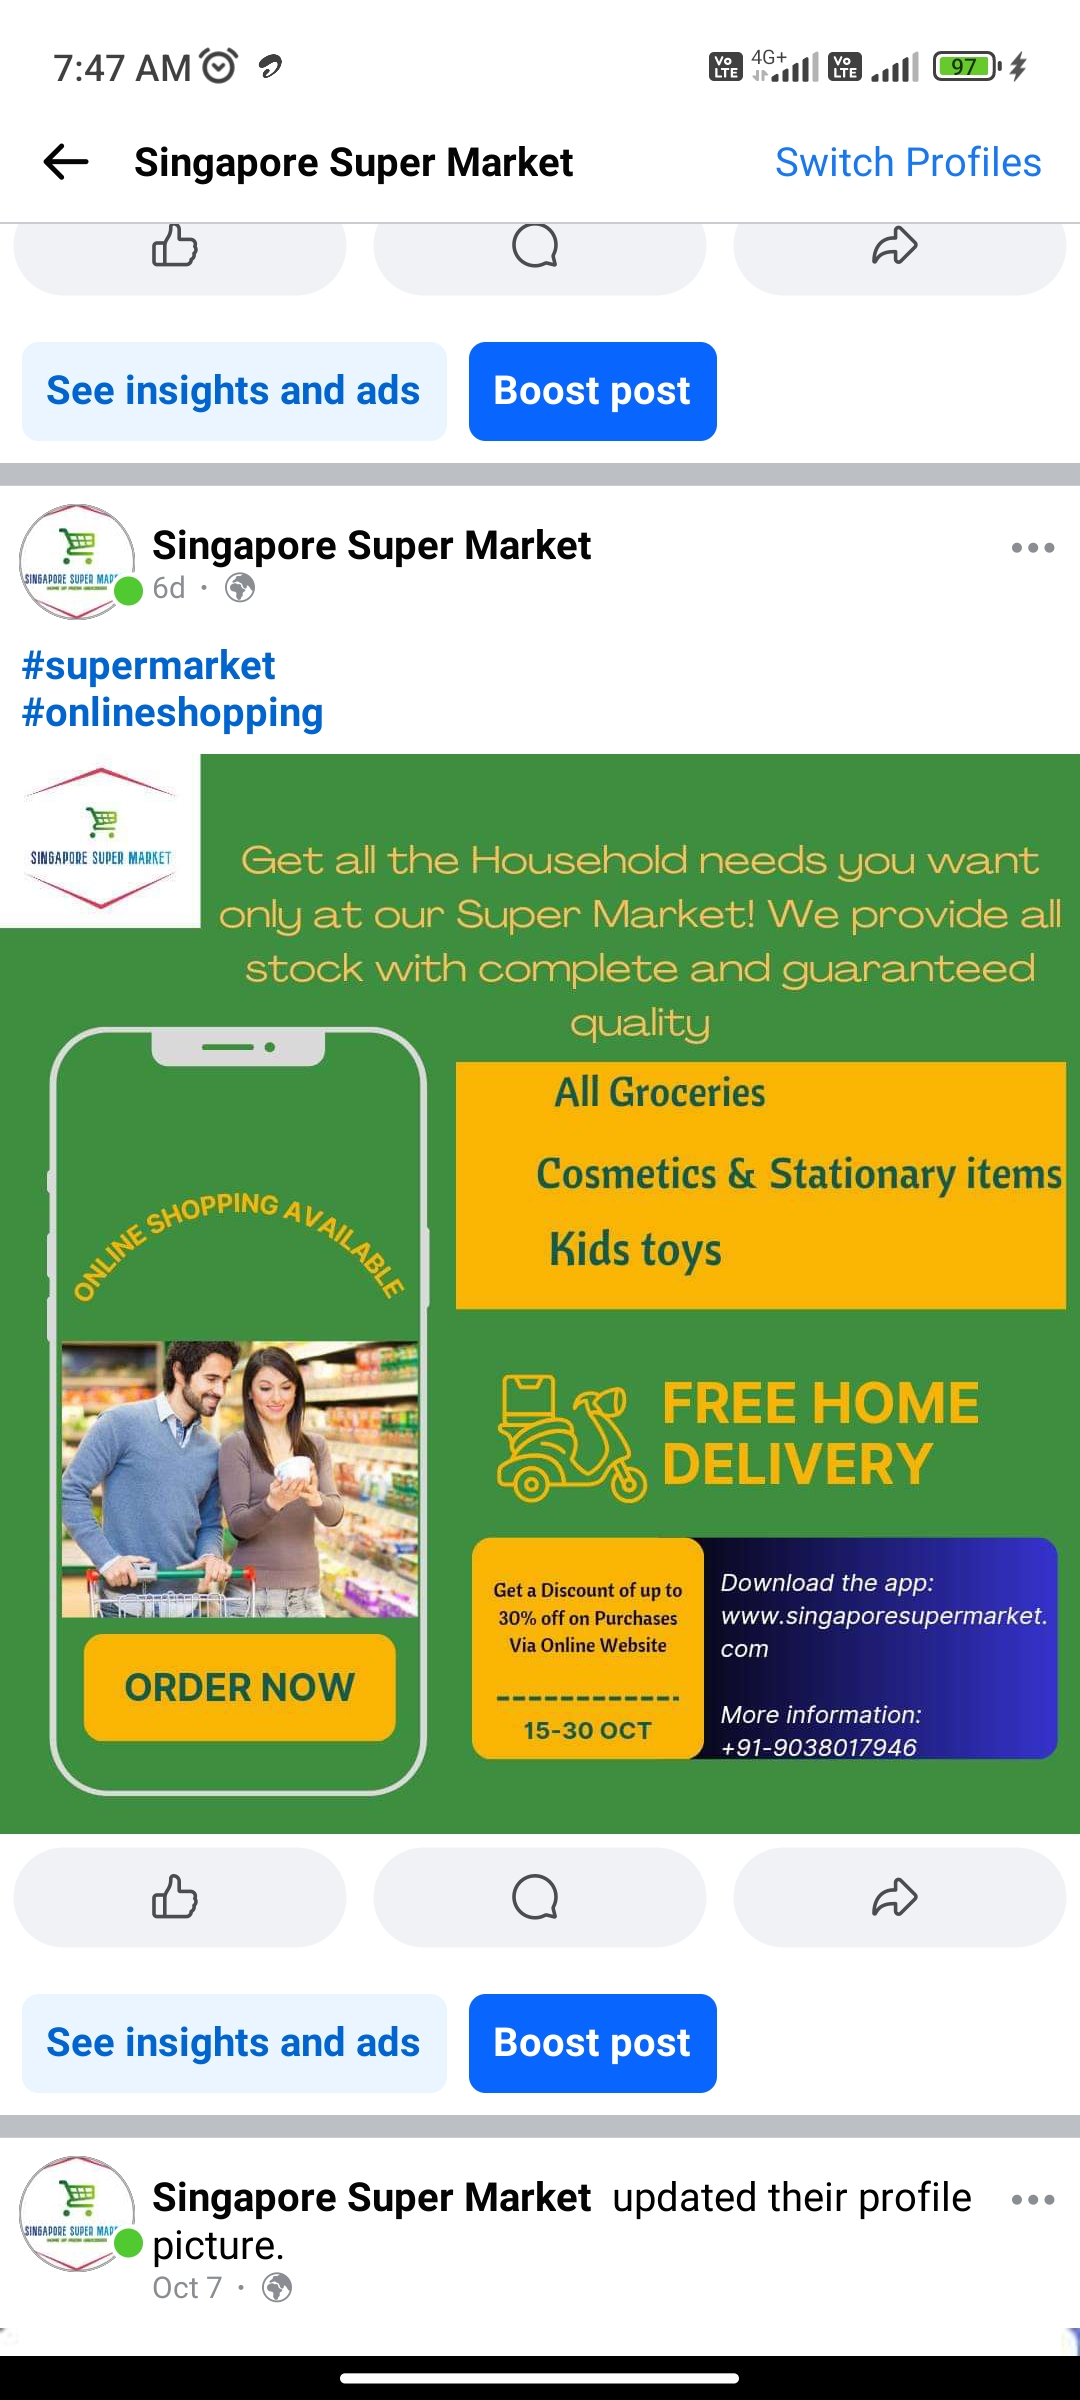 7:47 AM
Vo LTE 4G+ Vo LTE 97
Singapore Super Market
Switch Profiles
See insights and ads
Boost post
Singapore Super Market
6d
#supermarket
#onlineshopping
SINGAPORE SUPER MARKET
Get all the Household needs you want
only at our Super Market! We provide all
stock with complete and guaranteed
quality
All Groceries
Cosmetics & Stationary items
Kids toys
ONLINE SHOPPING AVAILABLE
FREE HOME
DELIVERY
ORDER NOW
Get a Discount of up to
30% off on Purchases
Via Online Website
15-30 OCT
Download the app:
www.singaporesupermarket.
com
More information:
+91-9038017946
See insights and ads
Boost post
Singapore Super Market updated their profile
picture.
Oct 7